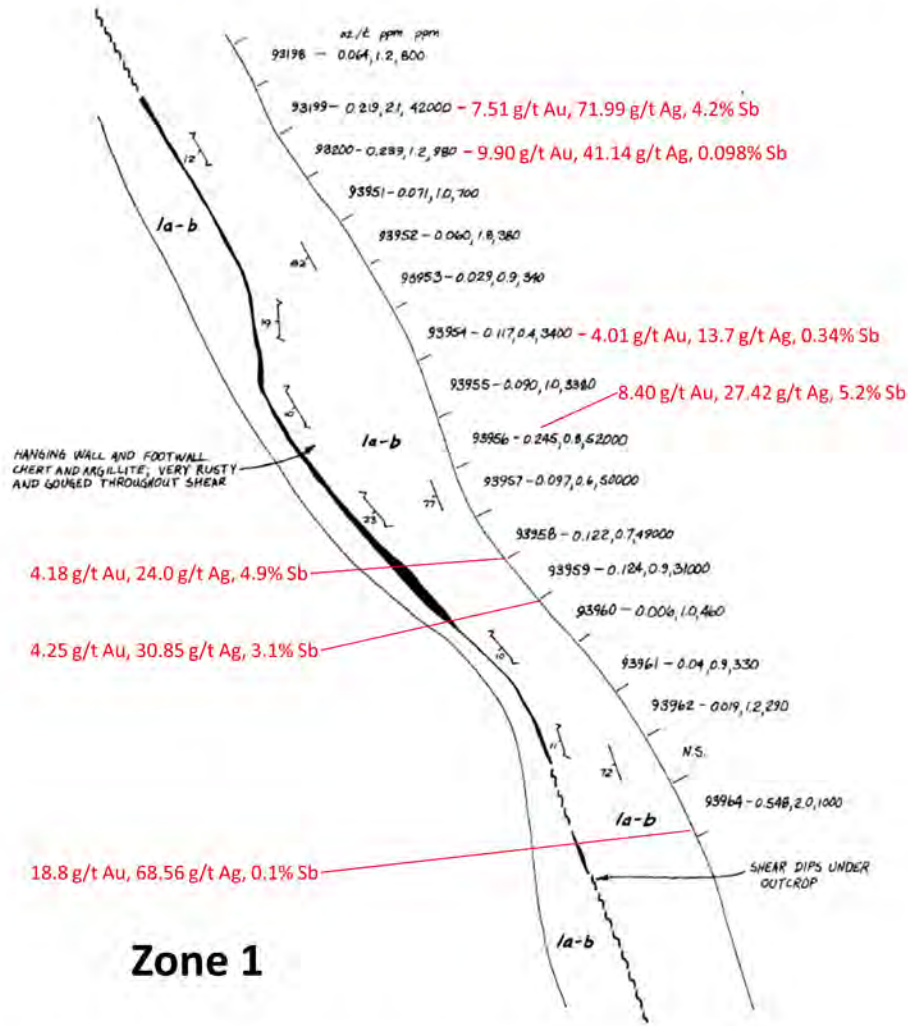 oz/t ppm ppm
93198 - 0.064, 1.2, 800
93199 - 0.219, 2.1, 42000 - 7.51 g/t Au, 71.99 g/t Ag, 4.2% Sb
93200 - 0.289, 1.2, 980 - 9.90 g/t Au, 41.14 g/t Ag, 0.098% Sb
12
1a-b
93951 - 0.071, 1.0, 700
93952 - 0.060, 1.8, 380
82
93953 - 0.029, 0.9, 340
19
93954 - 0.117, 0.4, 3400 - 4.01 g/t Au, 13.7 g/t Ag, 0.34% Sb
93955 - 0.090, 1.0, 3380
8.40 g/t Au, 27.42 g/t Ag, 5.2% Sb
1a-b
93956 - 0.245, 0.8, 52000
HANGING WALL AND FOOTWALL
CHERT AND ARGILLITE; VERY RUSTY
AND GOUGED THROUGHOUT SHEAR
93957 - 0.097, 0.6, 50000
77
23
93958 - 0.122, 0.7, 49000
4.18 g/t Au, 24.0 g/t Ag, 4.9% Sb
93959 - 0.124, 0.9, 31000
93960 - 0.006, 1.0, 460
4.25 g/t Au, 30.85 g/t Ag, 3.1% Sb
10
93961 - 0.04, 0.9, 330
93962 - 0.019, 1.2, 290
11
72
N.S.
93964 - 0.548, 2.0, 1000
1a-b
18.8 g/t Au, 68.56 g/t Ag, 0.1% Sb
SHEAR DIPS UNDER
OUTCROP
1a-b
Zone 1